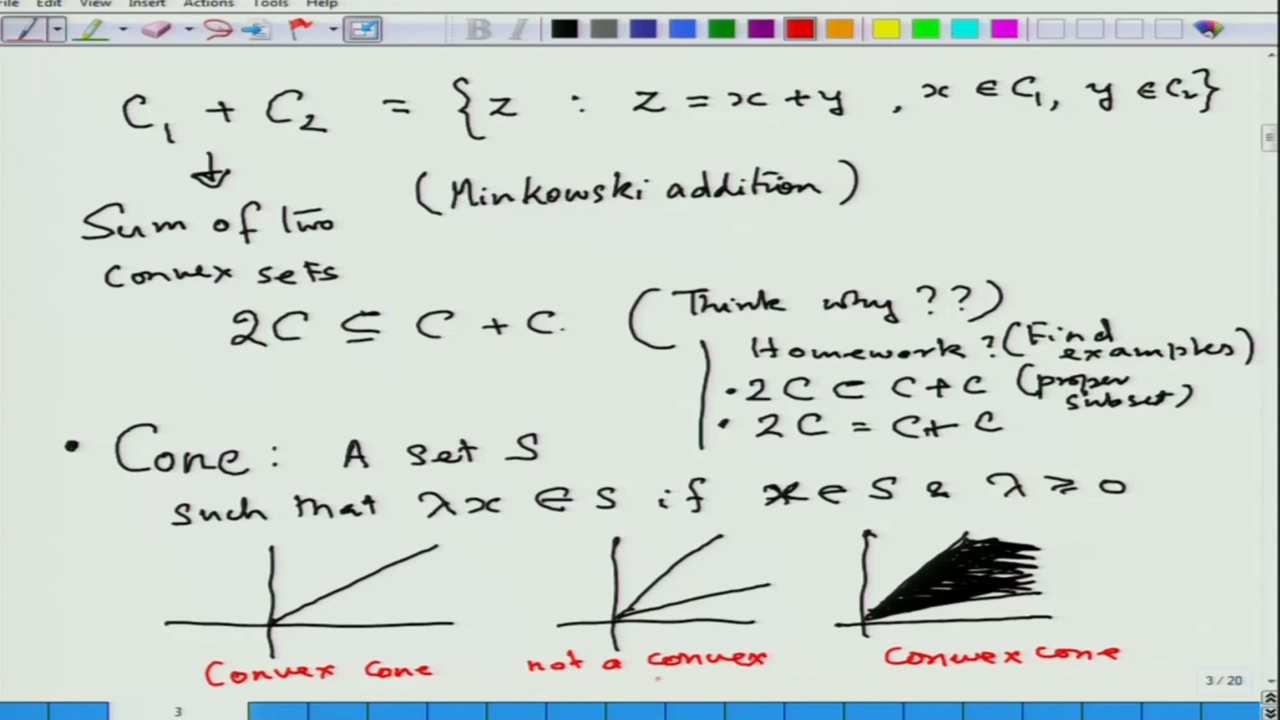 File Edit View Insert Actions Tools Help
C₁ + C₂ = {z : z = x + y , x ∈ C₁, y ∈ C₂}
(Minkowski addition)
Sum of two
convex sets
2C ⊆ C + C. (Think why ??)
Homework ? (Find examples)
• 2C ⊂ C + C (proper subset)
• 2C = C + C
• Cone: A set S
such that λx ∈ S if x ∈ S & λ ≥ 0
Convex cone not a convex Convex cone
3 / 20
3